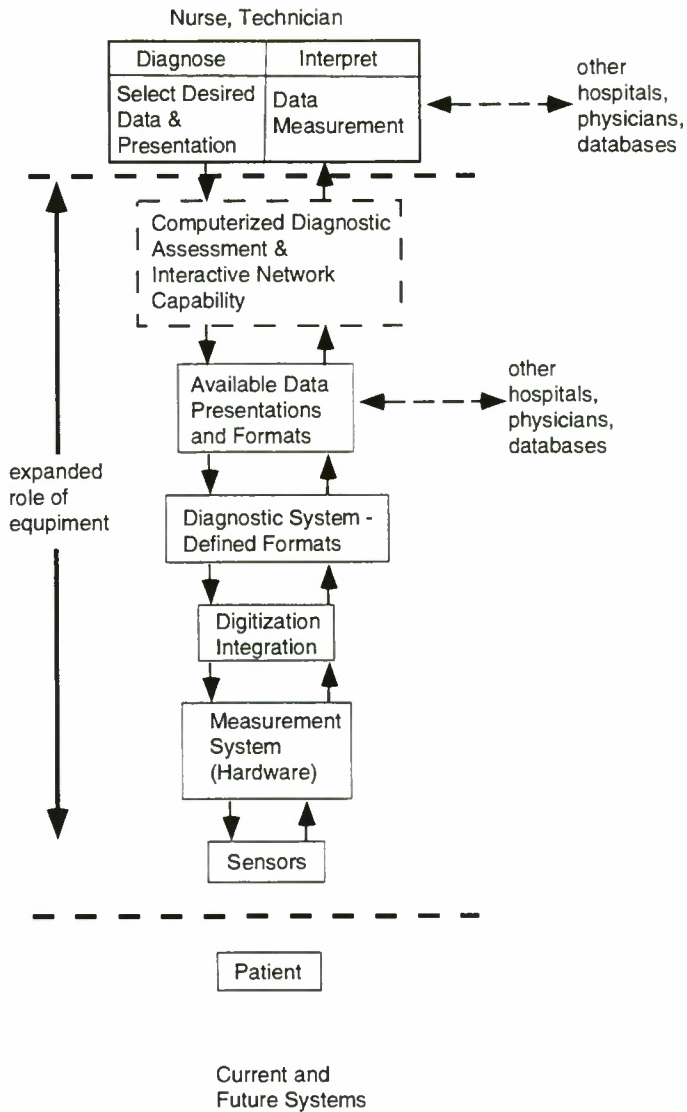 Nurse, Technician
Diagnose
Interpret
Select Desired
Data &
Presentation
Data
Measurement
other
hospitals,
physicians,
databases
Computerized Diagnostic
Assessment &
Interactive Network
Capability
Available Data
Presentations
and Formats
other
hospitals,
physicians,
databases
expanded
role of
equpiment
Diagnostic System -
Defined Formats
Digitization
Integration
Measurement
System
(Hardware)
Sensors
Patient
Current and
Future Systems